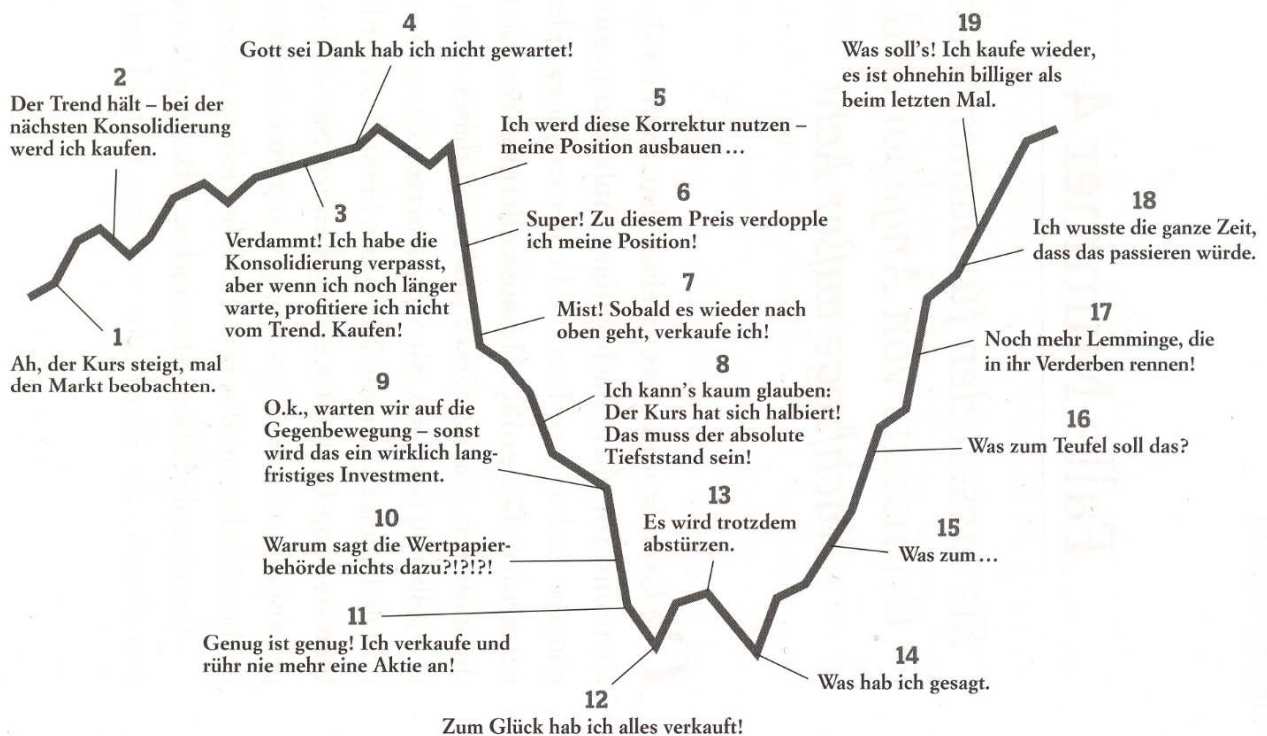 1
Ah, der Kurs steigt, mal
den Markt beobachten.
2
Der Trend hält – bei der
nächsten Konsolidierung
werd ich kaufen.
3
Verdammt! Ich habe die
Konsolidierung verpasst,
aber wenn ich noch länger
warte, profitiere ich nicht
vom Trend. Kaufen!
4
Gott sei Dank hab ich nicht gewartet!
5
Ich werd diese Korrektur nutzen –
meine Position ausbauen …
6
Super! Zu diesem Preis verdopple
ich meine Position!
7
Mist! Sobald es wieder nach
oben geht, verkaufe ich!
8
Ich kann's kaum glauben:
Der Kurs hat sich halbiert!
Das muss der absolute
Tiefststand sein!
9
O.k., warten wir auf die
Gegenbewegung – sonst
wird das ein wirklich lang-
fristiges Investment.
10
Warum sagt die Wertpapier-
behörde nichts dazu?!?!?!
11
Genug ist genug! Ich verkaufe und
rühr nie mehr eine Aktie an!
12
Zum Glück hab ich alles verkauft!
13
Es wird trotzdem
abstürzen.
14
Was hab ich gesagt.
15
Was zum …
16
Was zum Teufel soll das?
17
Noch mehr Lemminge, die
in ihr Verderben rennen!
18
Ich wusste die ganze Zeit,
dass das passieren würde.
19
Was soll's! Ich kaufe wieder,
es ist ohnehin billiger als
beim letzten Mal.